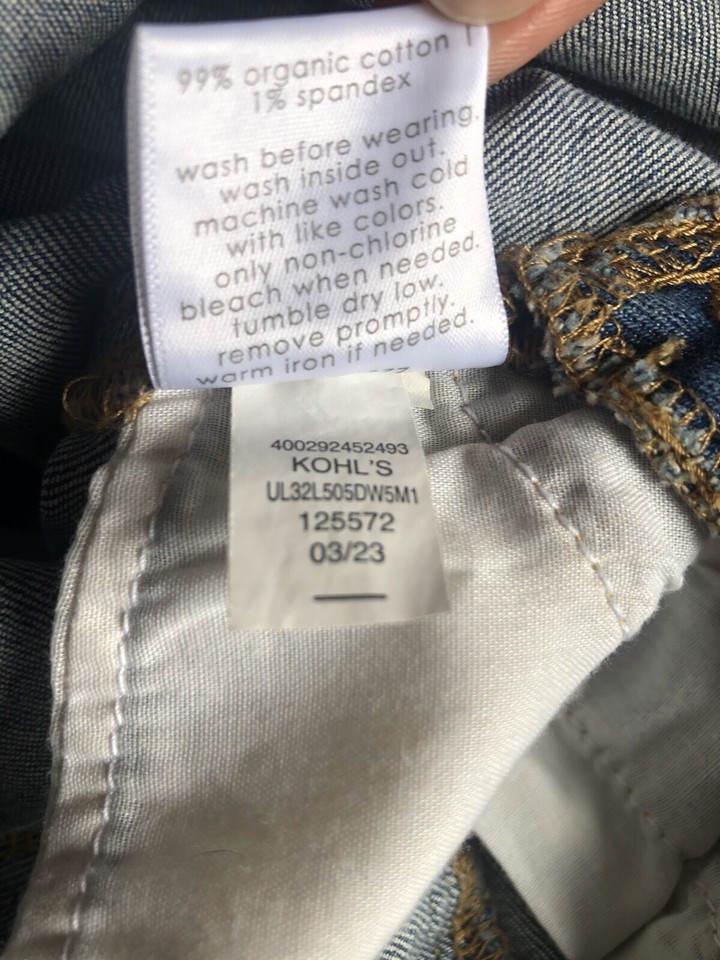 99% organic cotton
1% spandex
wash before wearing.
wash inside out.
machine wash cold
with like colors.
only non-chlorine
bleach when needed.
tumble dry low.
remove promptly.
warm iron if needed.
400292452493
KOHL'S
UL32L505DW5M1
125572
03/23